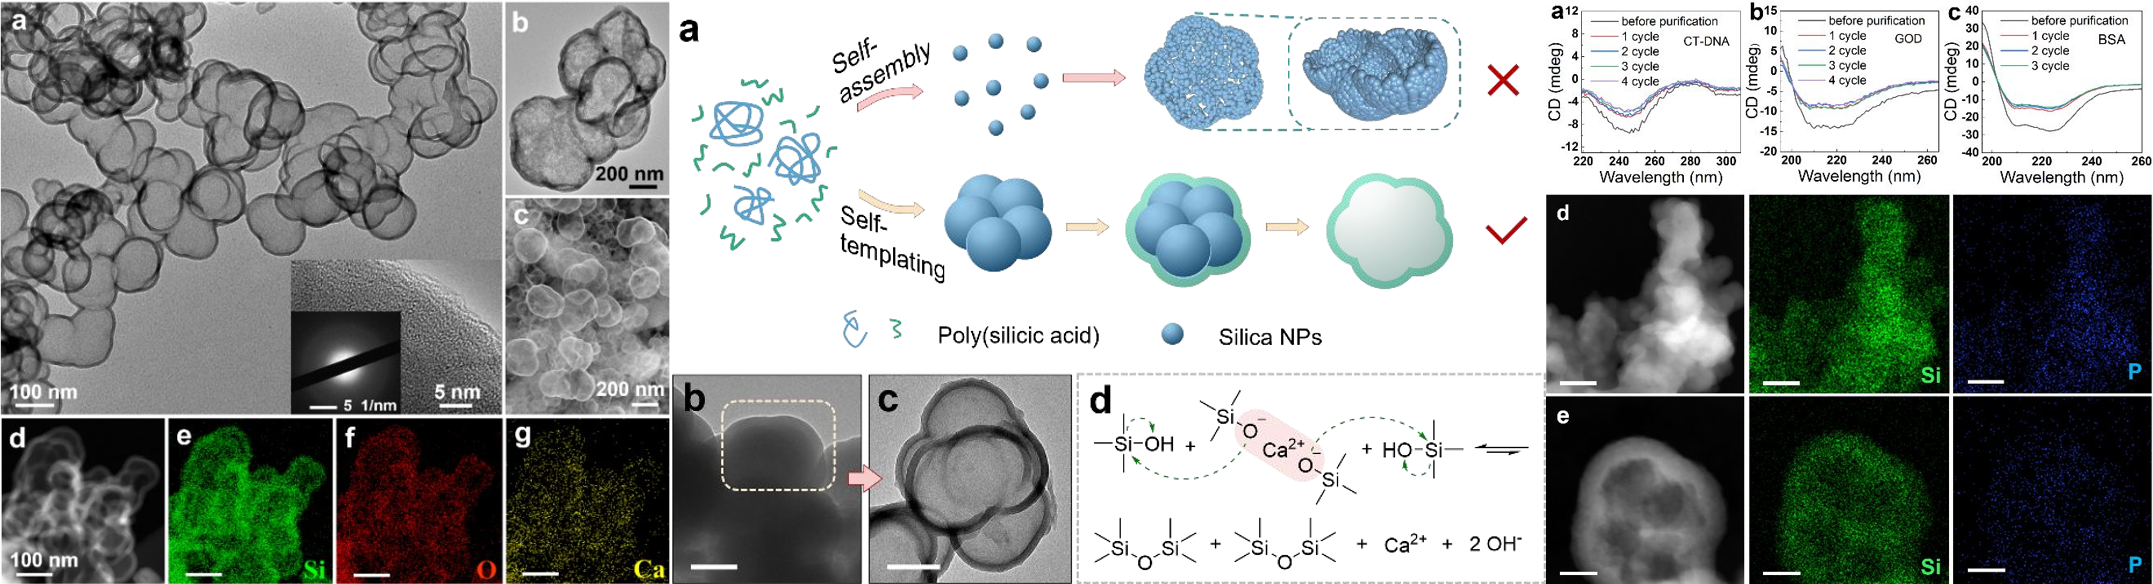 a
100 nm
5 1/nm
5 nm
b
200 nm
c
200 nm
d
100 nm
e
Si
f
O
g
Ca
a
Self-
assembly
Self-
templating
Poly(silicic acid)
Silica NPs
b
c
d
Si OH + Si O⁻ Ca²⁺ O⁻ Si + HO Si
Si O Si + Si O Si + Ca²⁺ + 2 OH⁻
a
CD (mdeg)
12
8
4
0
-4
-8
-12
before purification
1 cycle
2 cycle
3 cycle
4 cycle
CT-DNA
220 240 260 280 300
Wavelength (nm)
b
CD (mdeg)
15
10
5
0
-5
-10
-15
-20
before purification
1 cycle
2 cycle
3 cycle
4 cycle
GOD
200 220 240 260
Wavelength (nm)
c
CD (mdeg)
40
30
20
10
0
-10
-20
-30
-40
before purification
1 cycle
2 cycle
3 cycle
BSA
200 220 240 260
Wavelength (nm)
d
Si
P
e
Si
P